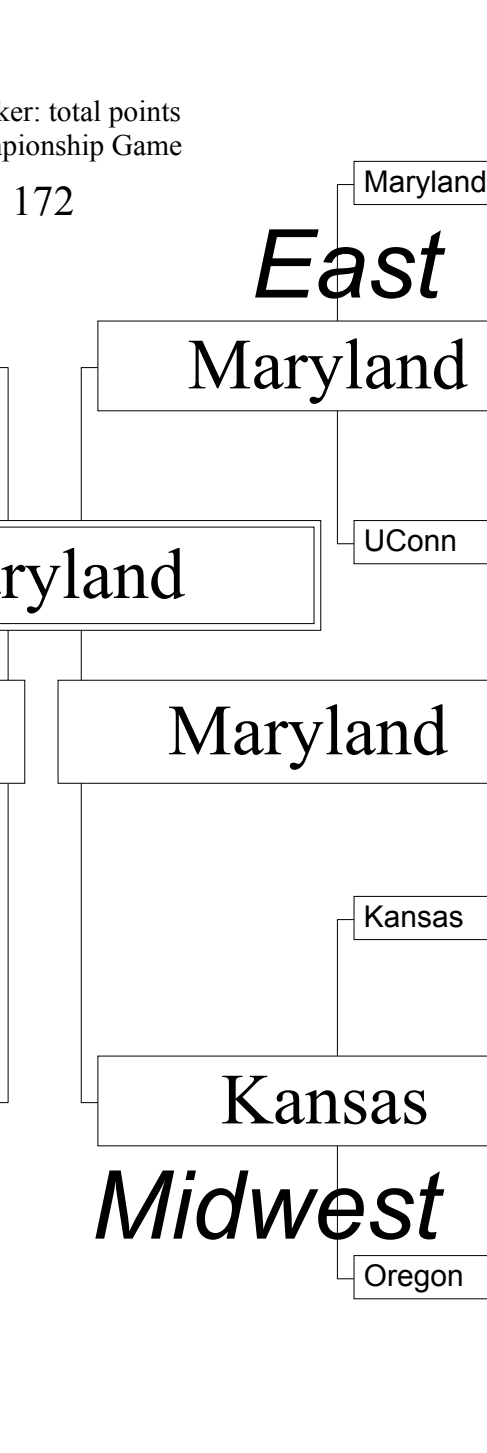 ker: total points
pionship Game
172
Maryland
East
Maryland
UConn
ryland
Maryland
Kansas
Kansas
Midwest
Oregon